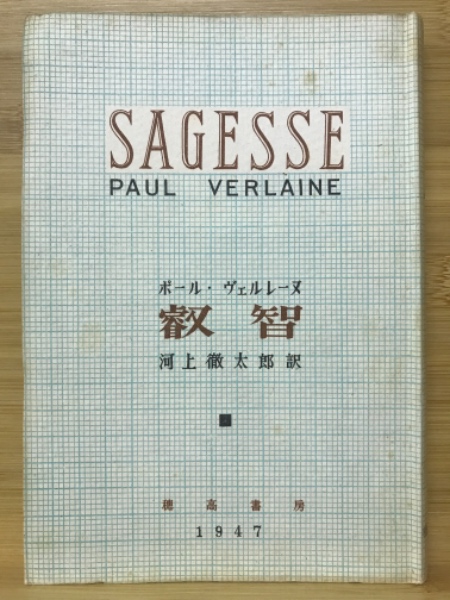 SAGESSE
PAUL VERLAINE
ポール・ヴェルレーヌ
叡智
河上徹太郎訳
穂高書房
1947